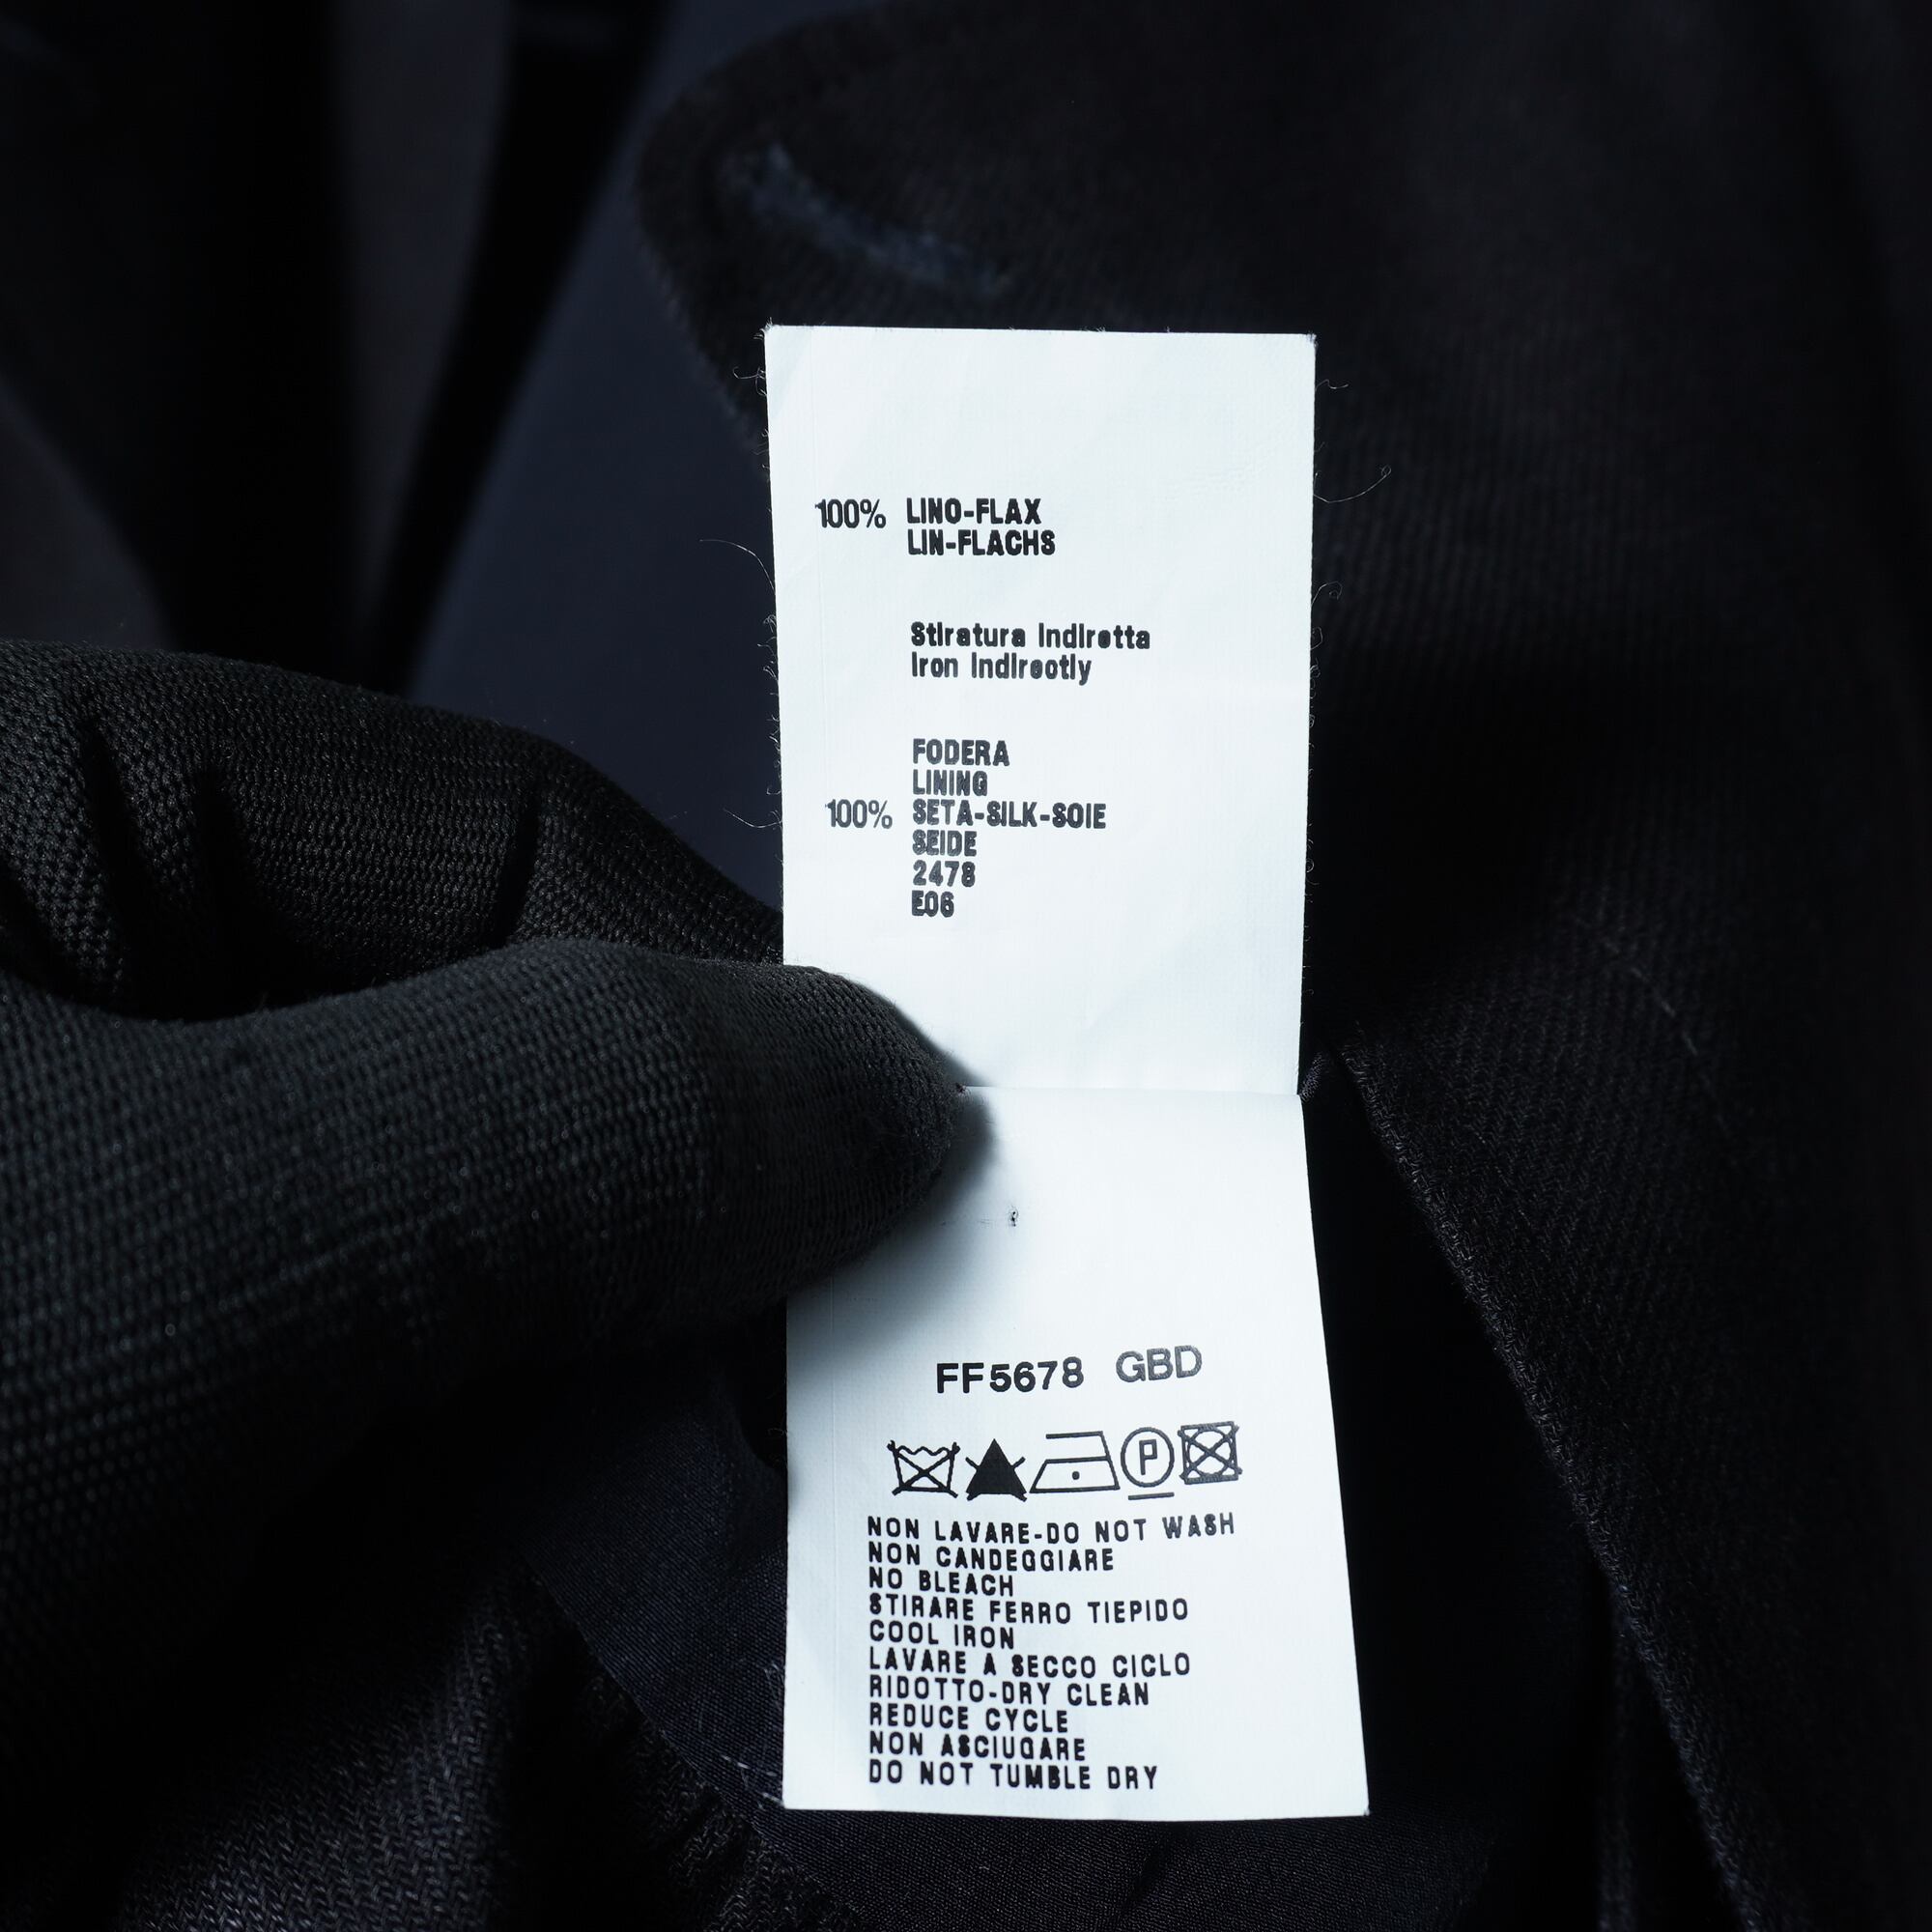 100% LINO-FLAX
LIN-FLACHS
Stiratura Indiretta
Iron Indirectly
FODERA
LINING
100% SETA-SILK-SOIE
SEIDE
2478
E06
FF5678 GBD
P
NON LAVARE-DO NOT WASH
NON CANDEGGIARE
NO BLEACH
STIRARE FERRO TIEPIDO
COOL IRON
LAVARE A SECCO CICLO
RIDOTTO-DRY CLEAN
REDUCE CYCLE
NON ASCIUGARE
DO NOT TUMBLE DRY